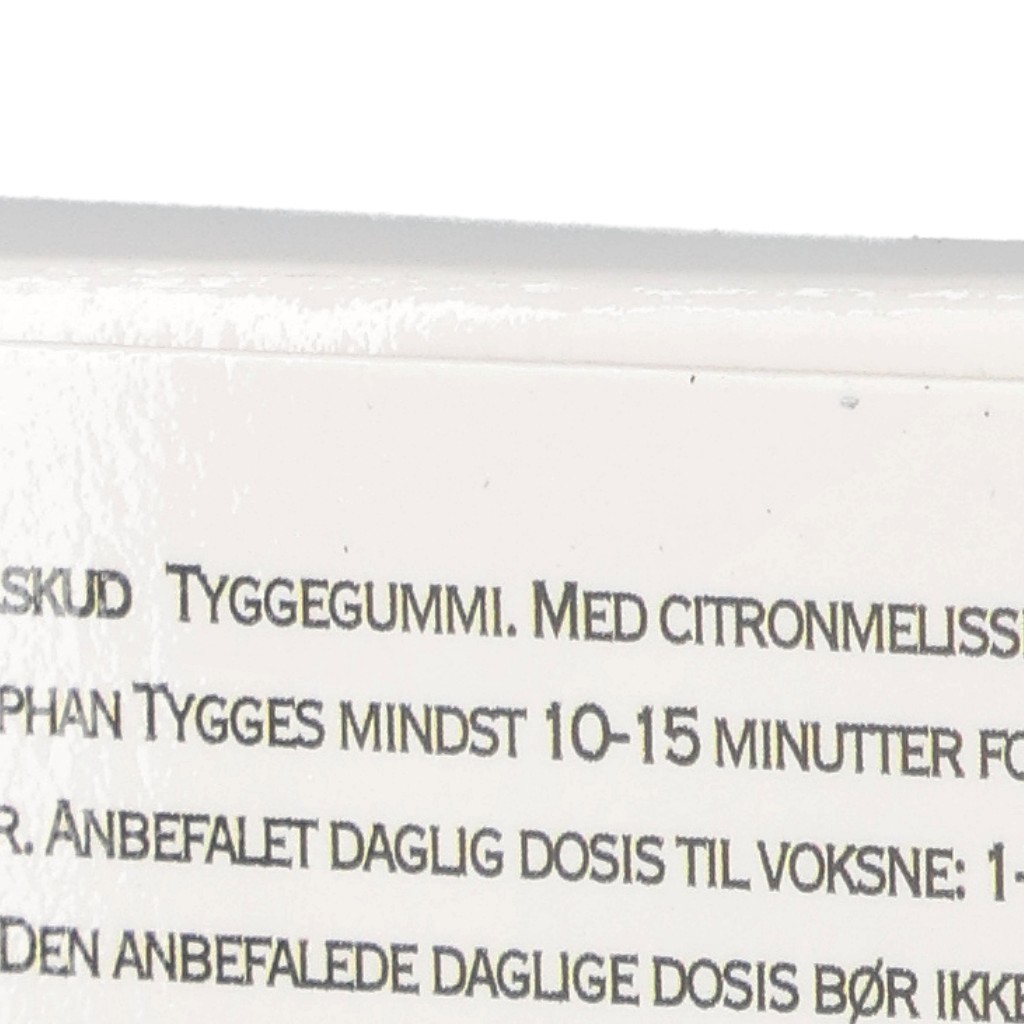 SKUD TYGGEGUMMI. MED CITRONMELISS
PHAN TYGGES MINDST 10-15 MINUTTER FO
R. ANBEFALET DAGLIG DOSIS TIL VOKSNE: 1-
DEN ANBEFALEDE DAGLIGE DOSIS BØR IKKE